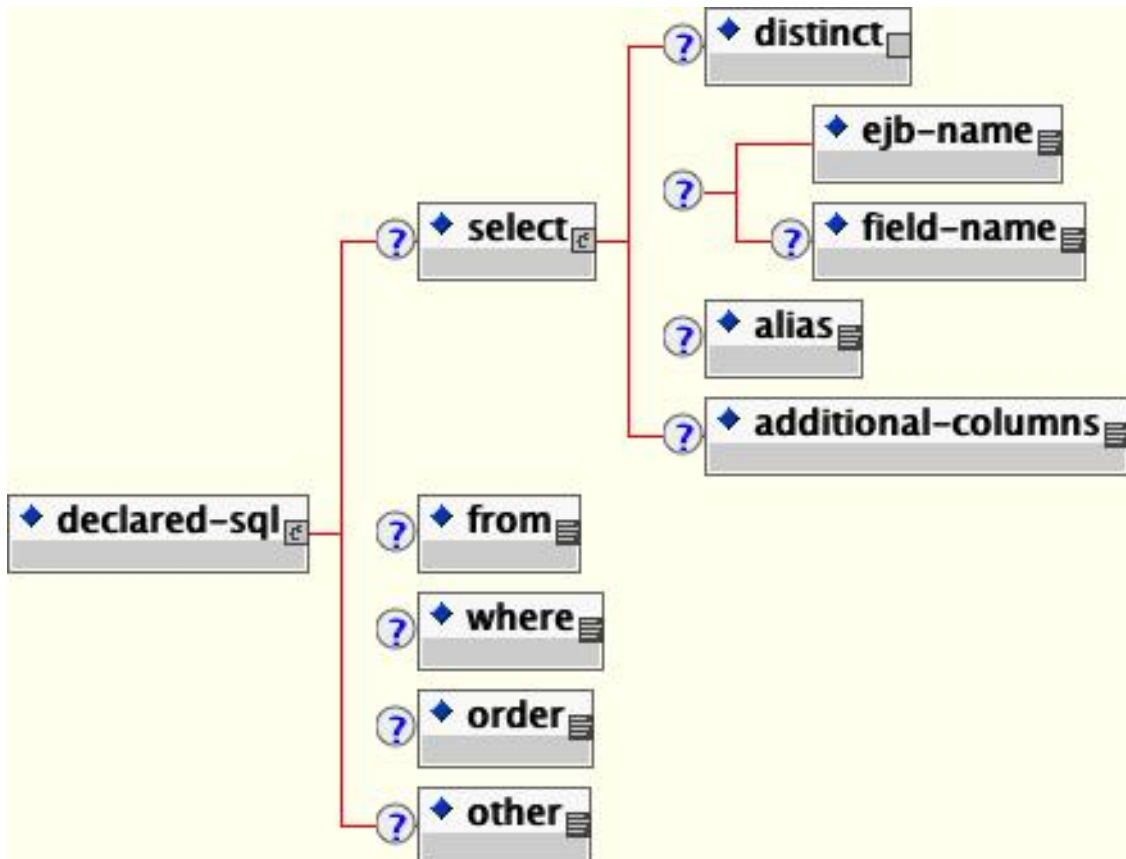 distinct
ejb-name
select
field-name
alias
additional-columns
declared-sql
from
where
order
other